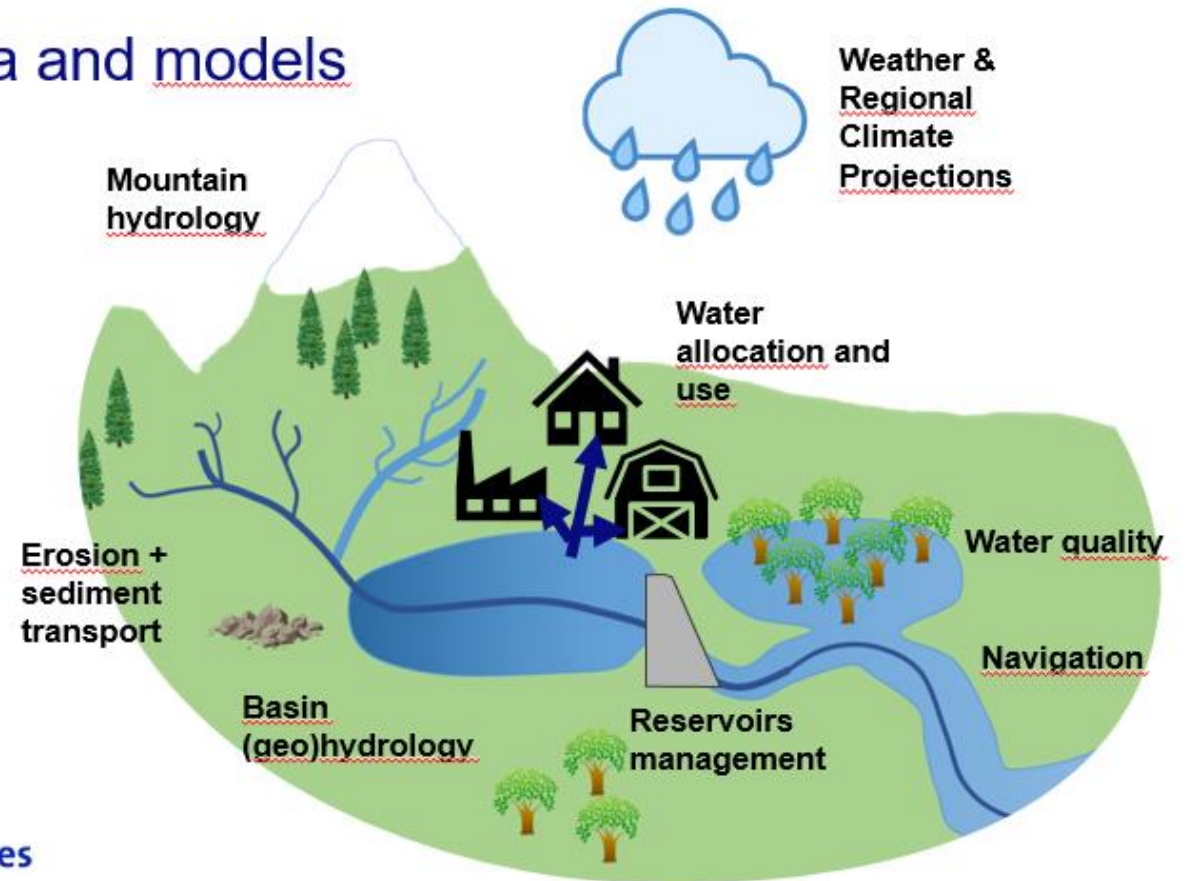 a and models
Weather &
Regional
Climate
Projections
Mountain
hydrology
Water
allocation and
use
Water quality
Erosion +
sediment
transport
Navigation
Basin
(geo)hydrology
Reservoirs
management
es